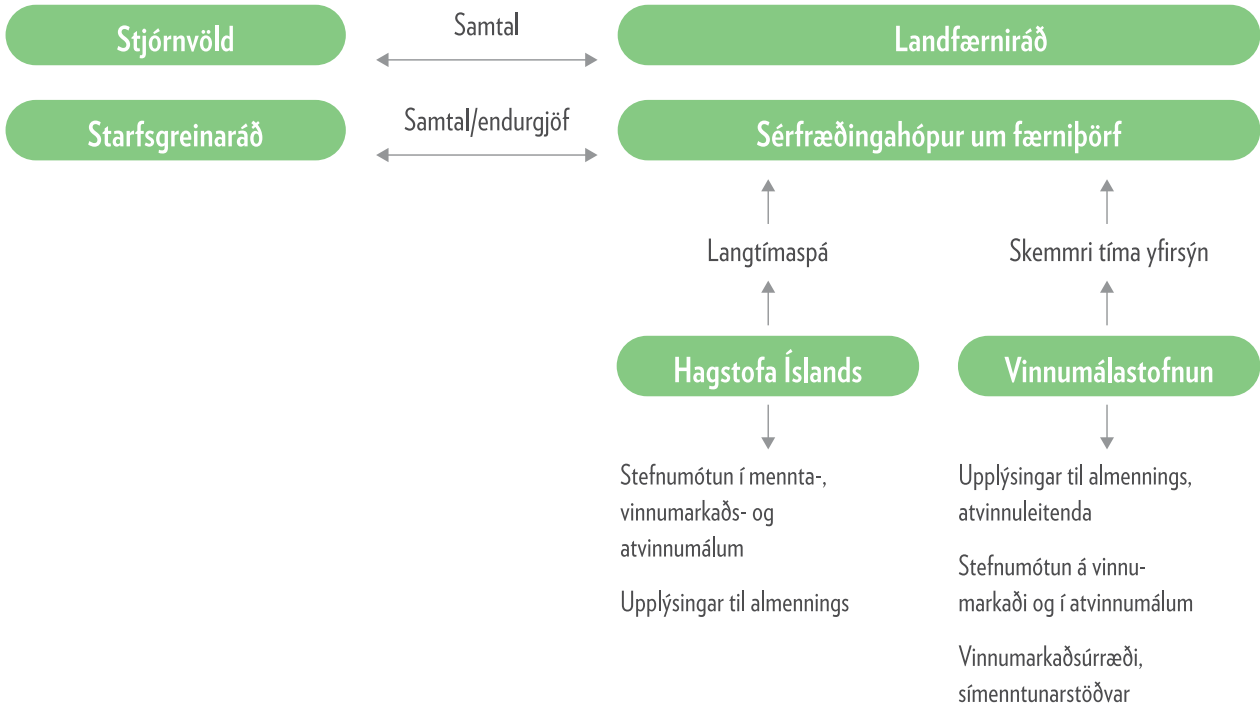 Stjórnvöld
Samtal
Landfærniráð
Starfsgreinaráð
Samtal/endurgjöf
Sérfræðingahópur um færniþörf
Langtímaspá
Skemmri tíma yfirsýn
Hagstofa Íslands
Vinnumálastofnun
Stefnumótun í mennta-,
vinnumarkaðs- og
atvinnumálum
Upplýsingar til almennings
Upplýsingar til almennings,
atvinnuleitenda
Stefnumótun á vinnu-
markaði og í atvinnumálum
Vinnumarkaðsúrræði,
símenntunarstöðvar